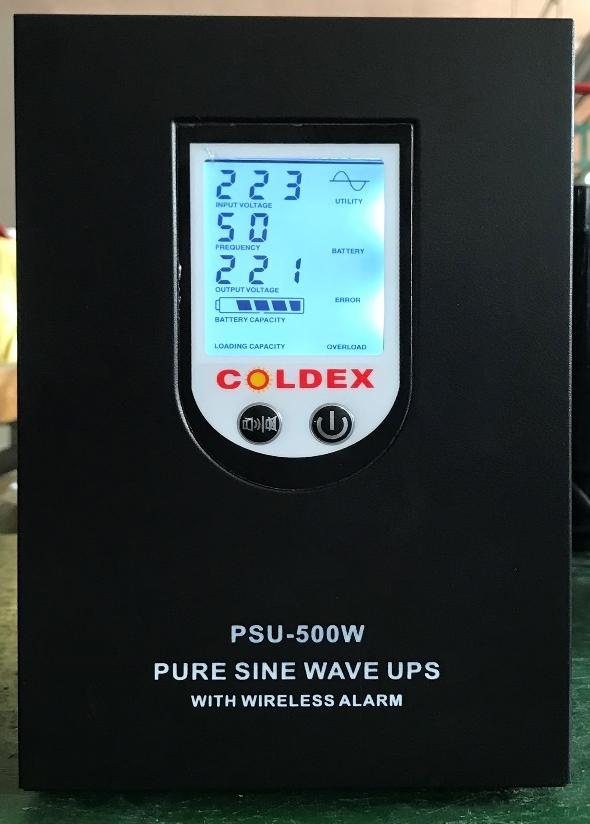 223
INPUT VOLTAGE
UTILITY
50
FREQUENCY
BATTERY
221
OUTPUT VOLTAGE
ERROR
BATTERY CAPACITY
LOADING CAPACITY
OVERLOAD
COLDEX
PSU-500W
PURE SINE WAVE UPS
WITH WIRELESS ALARM